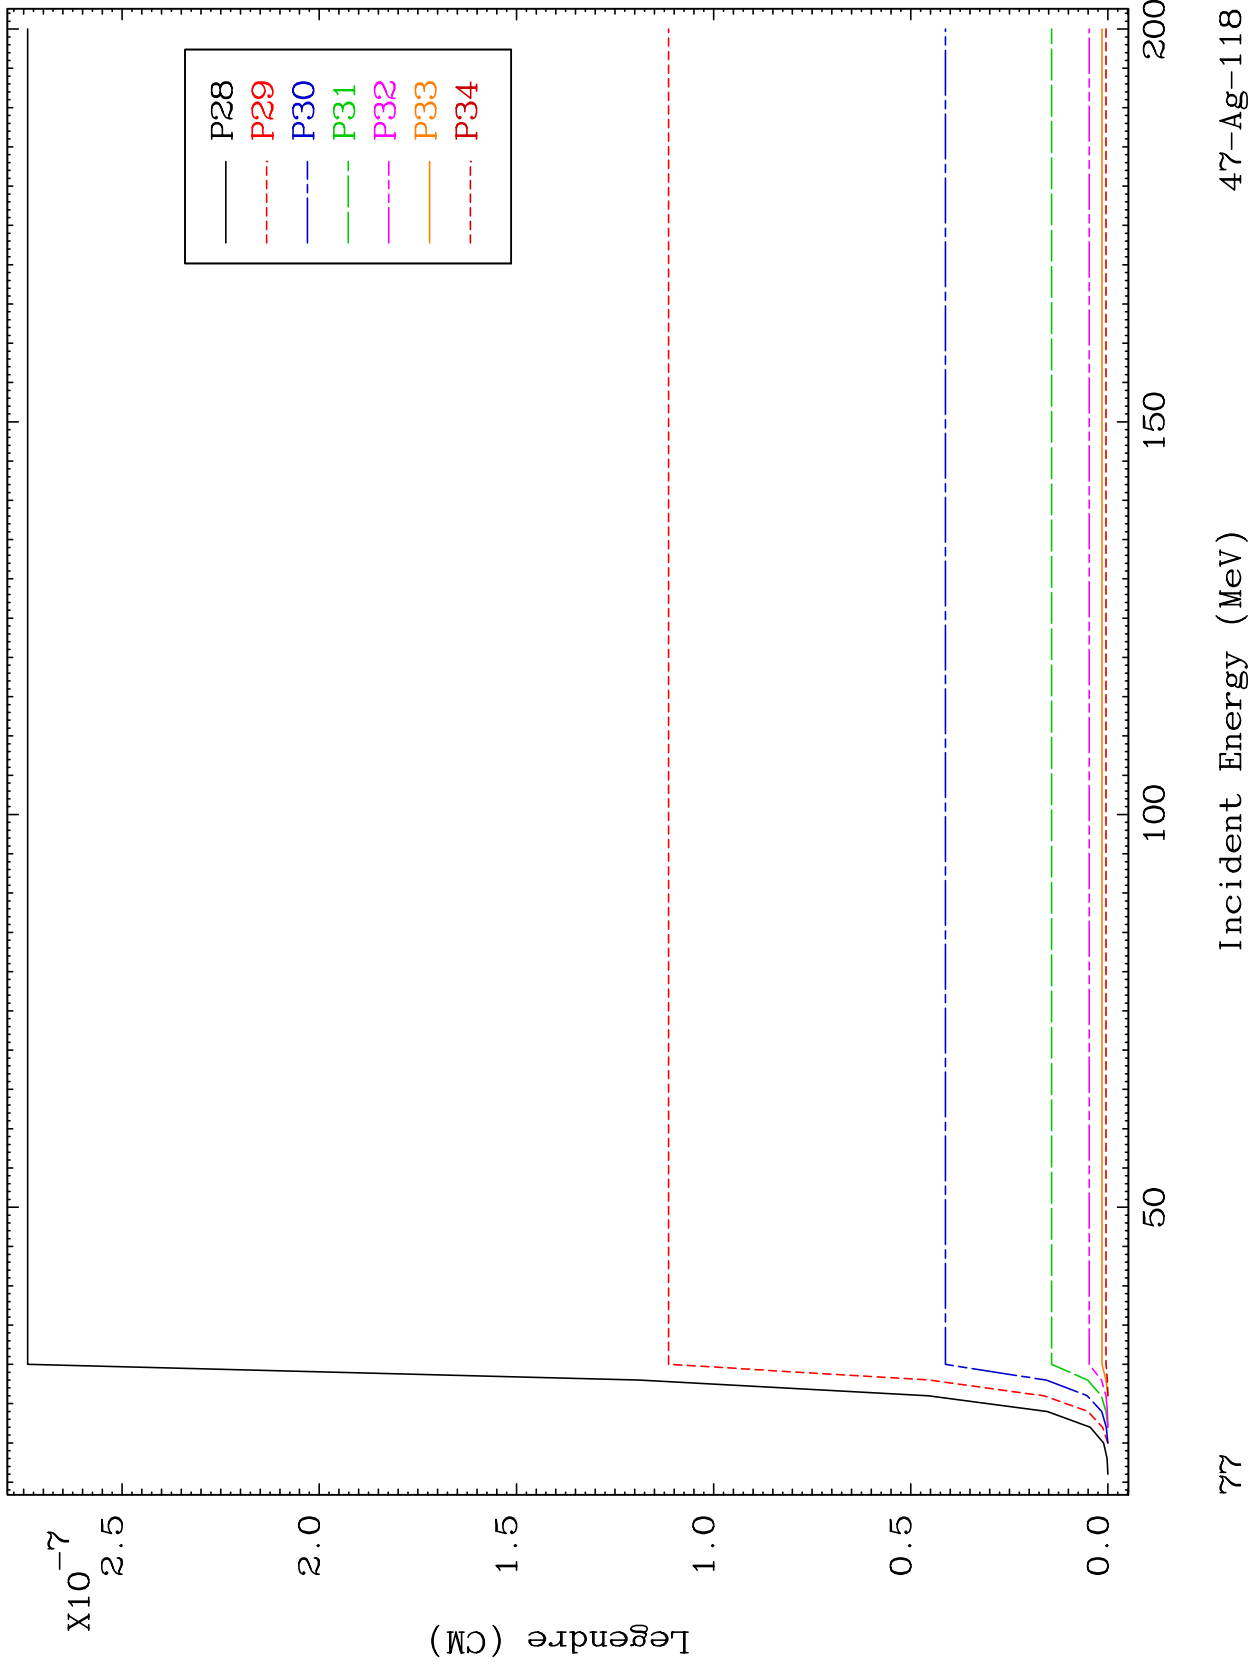 X10-7
2.5
2.0
1.5
1.0
0.5
0.0
Legendre (CM)
P28
P29
P30
P31
P32
P33
P34
50
100
150
200
77
Incident Energy (MeV)
47-Ag-118